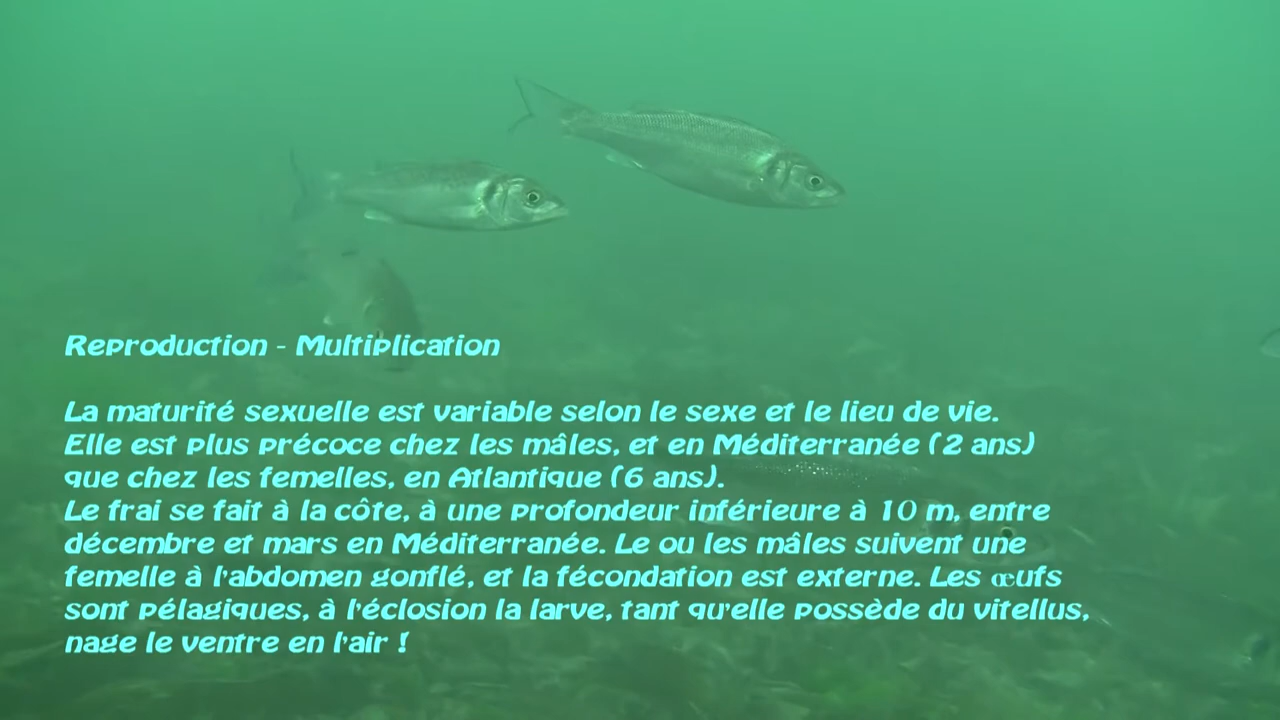 Reproduction - Multiplication
La maturité sexuelle est variable selon le sexe et le lieu de vie.
Elle est plus précoce chez les mâles, et en Méditerranée (2 ans)
que chez les femelles, en Atlantique (6 ans).
Le frai se fait à la côte, à une profondeur inférieure à 10 m, entre
décembre et mars en Méditerranée. Le ou les mâles suivent une
femelle à l'abdomen gonflé, et la fécondation est externe. Les œufs
sont pélagiques, à l'éclosion la larve, tant qu'elle possède du vitellus,
nage le ventre en l'air !